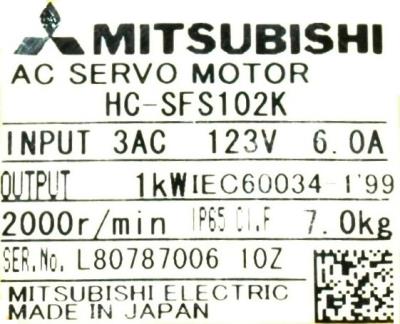 MITSUBISHI
AC SERVO MOTOR
HC-SFS102K
INPUT 3AC 123V 6.0A
OUTPUT 1kW IEC60034-1'99
2000r/min IP65 Cl.F 7.0kg
SER.No. L80787006 10Z
MITSUBISHI ELECTRIC
MADE IN JAPAN